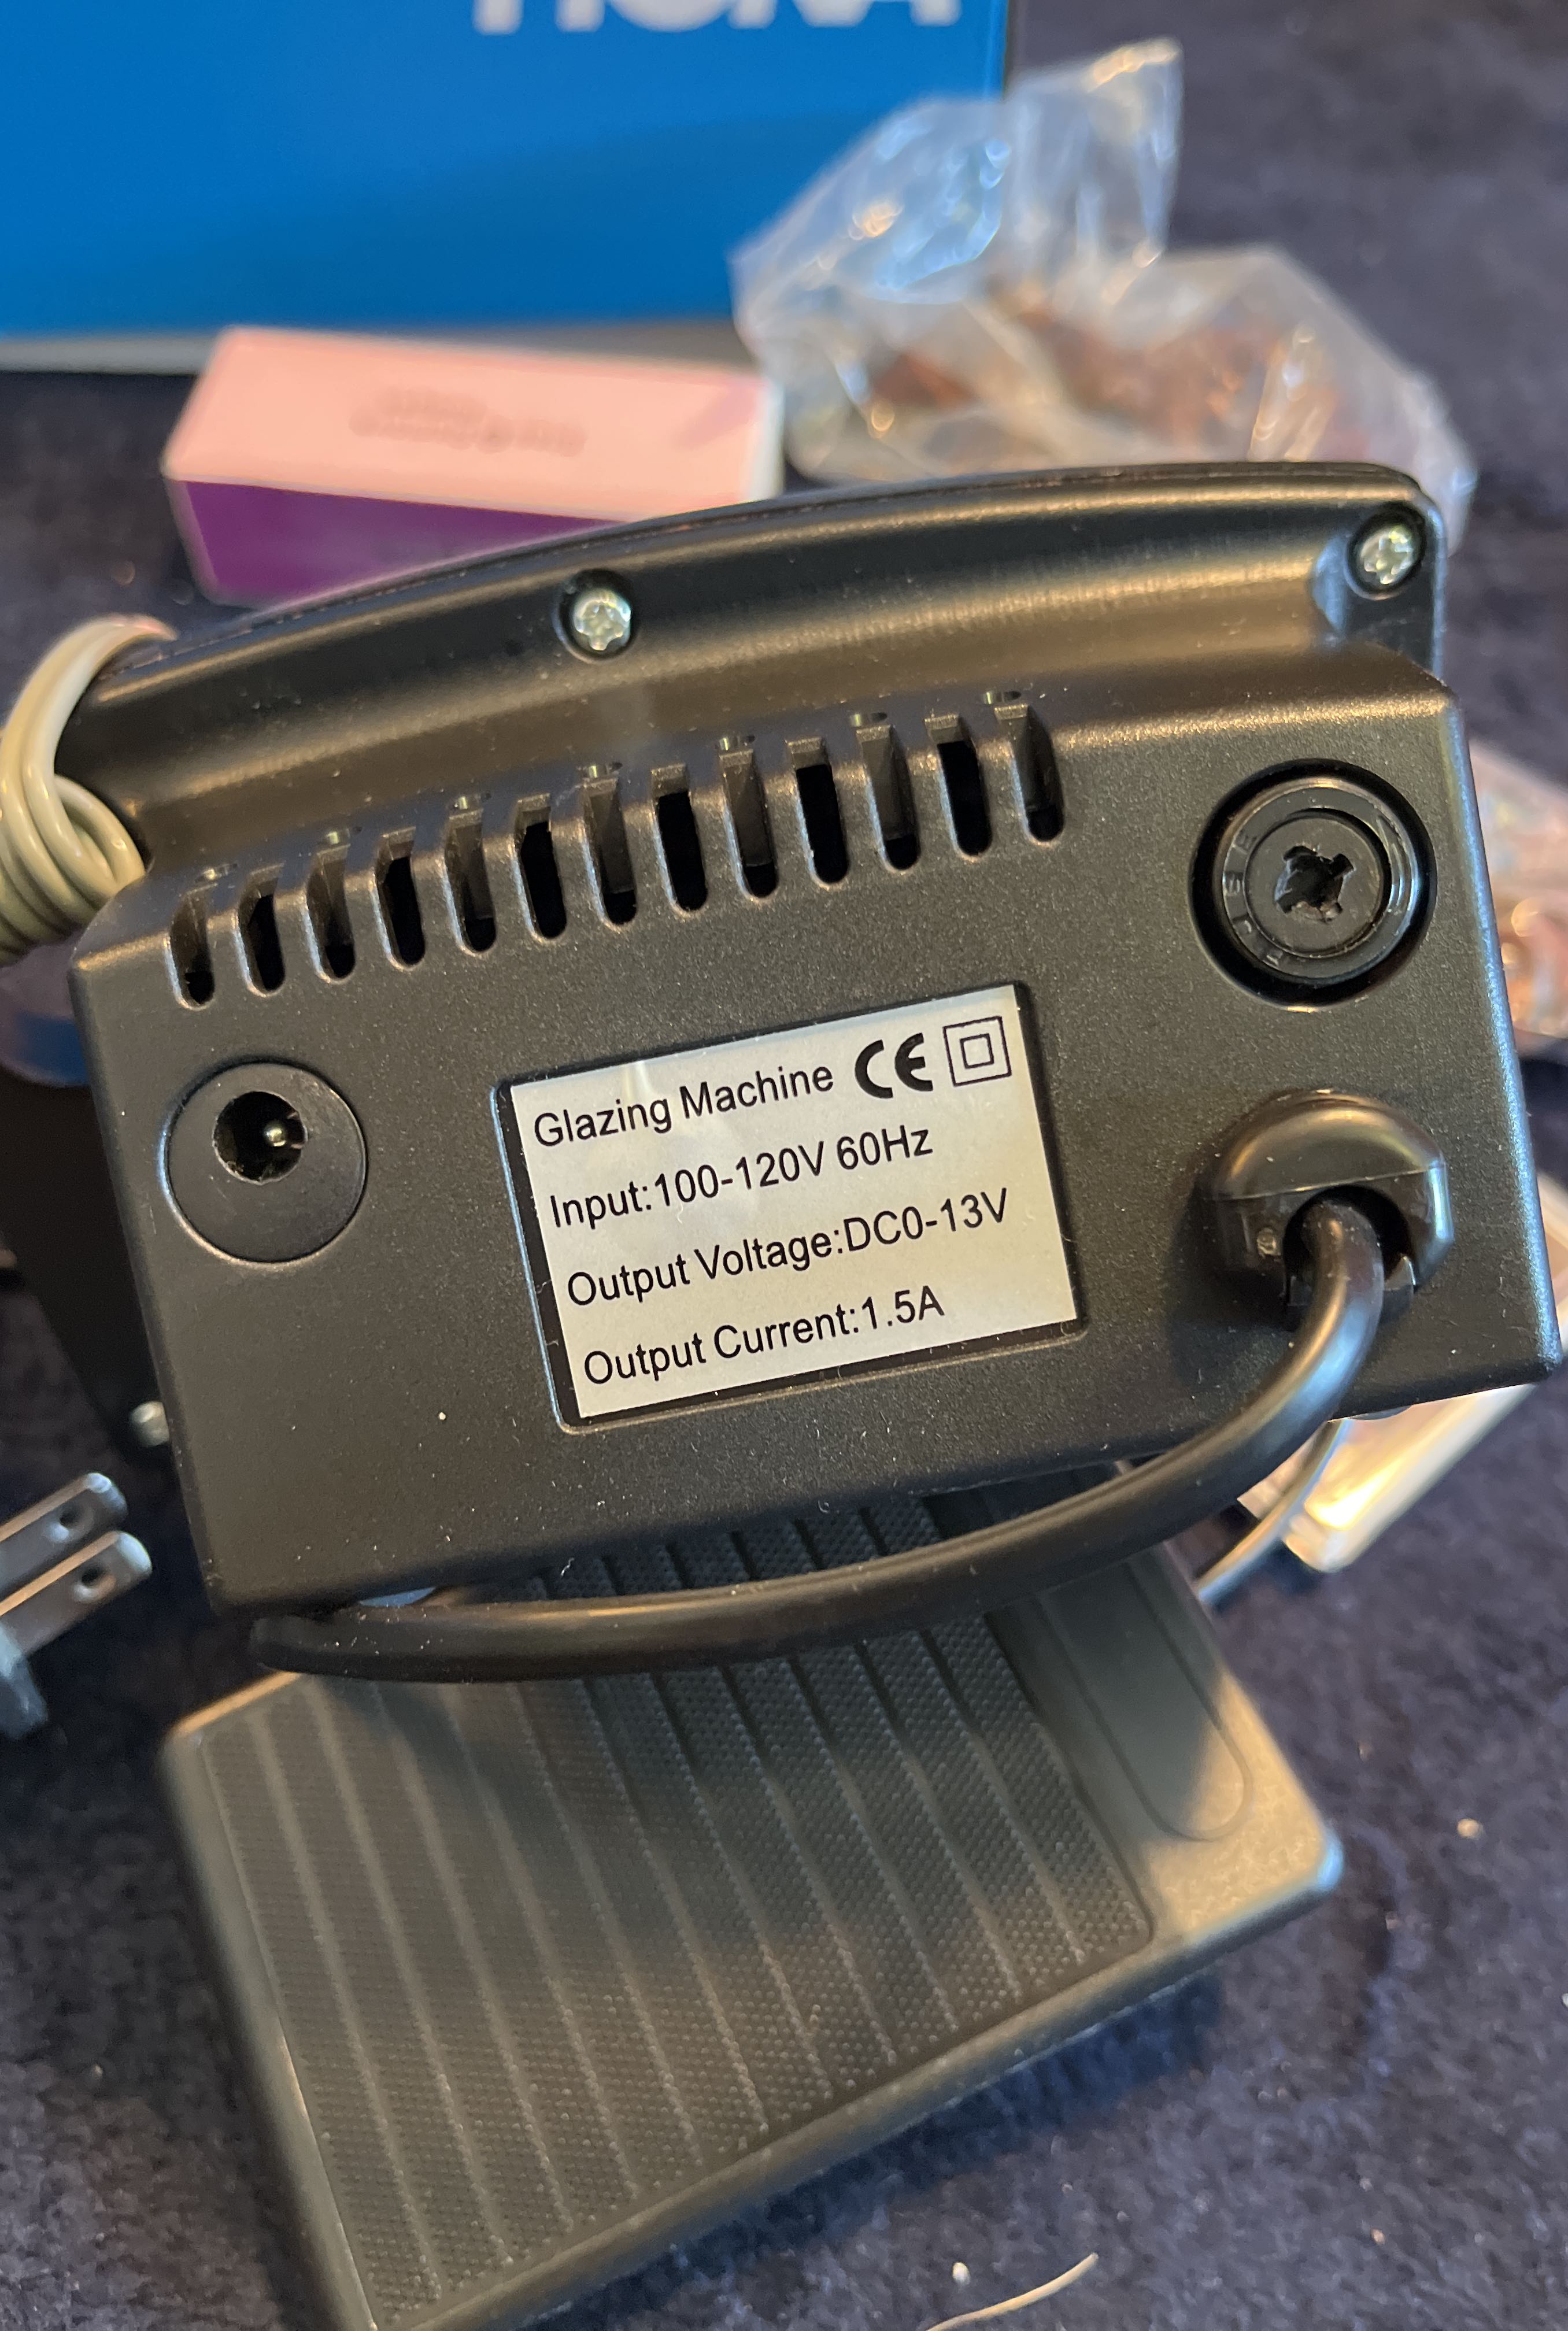 Glazing Machine CE
Input:100-120V 60Hz
Output Voltage:DC0-13V
Output Current:1.5A